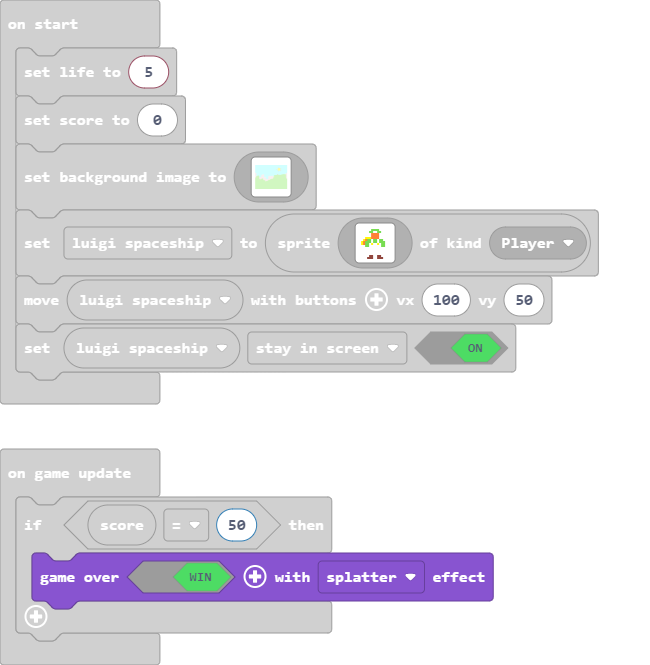 on start
set life to 5
set score to 0
set background image to
set luigi spaceship to sprite of kind Player
move luigi spaceship with buttons vx 100 vy 50
set luigi spaceship stay in screen ON
on game update
if score = 50 then
game over WIN with splatter effect